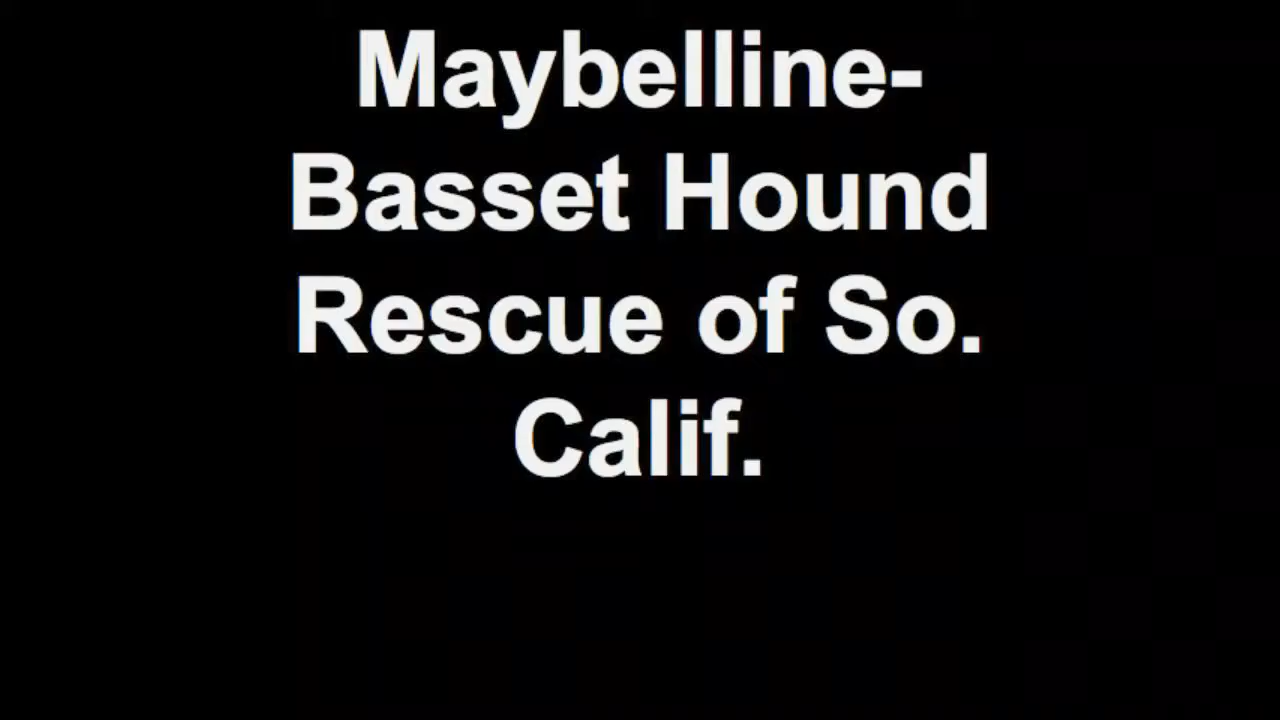 Maybelline-
Basset Hound
Rescue of So.
Calif.